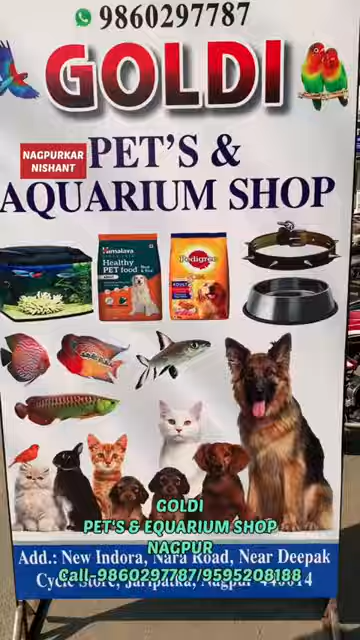 9860297787
GOLDI
NAGPURKAR
NISHANT
PET'S &
AQUARIUM SHOP
Himalaya
Healthy
PET food
Pedigree
ADULT
GOLDI
PET'S & EQUARIUM SHOP
NAGPUR
Add.: New Indora, Nara Road, Near Deepak
Cycle Store, Jaripatka, Nagpur 440014
Call-9860297787/9595208188